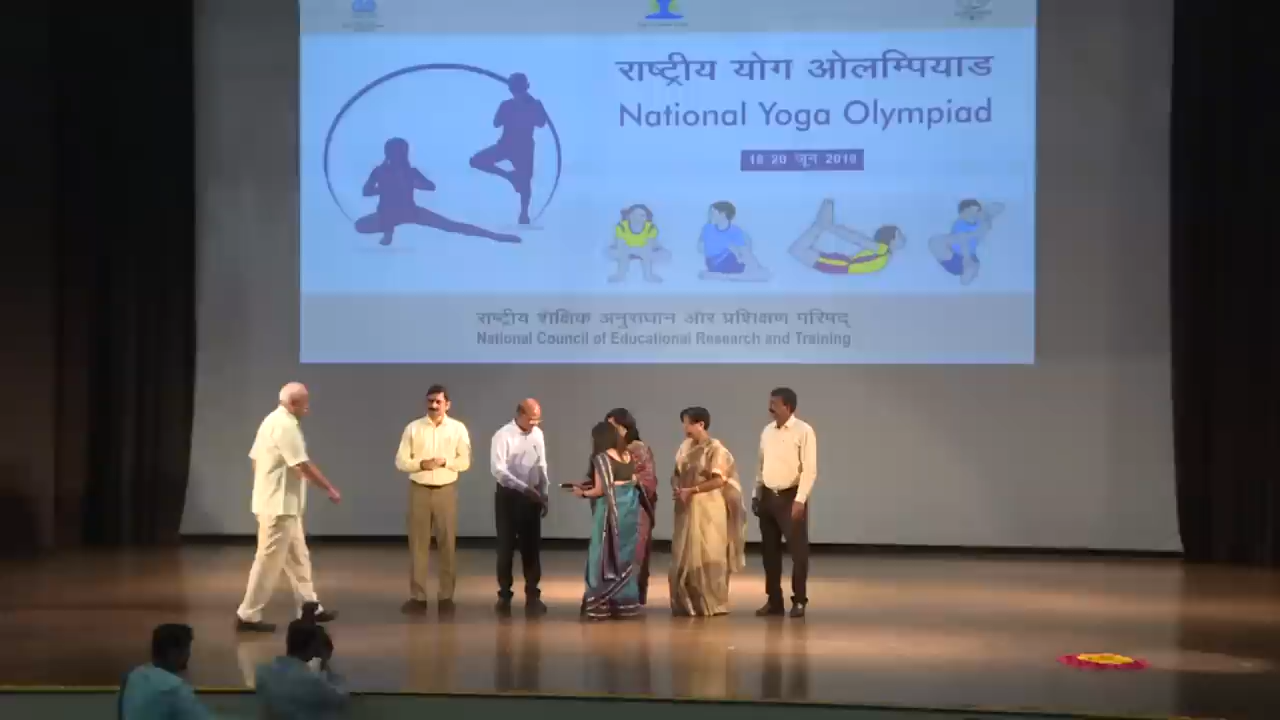 राष्ट्रीय योग ओलम्पियाड
National Yoga Olympiad
18 20 जून 2018
राष्ट्रीय शैक्षिक अनुसंधान और प्रशिक्षण परिषद्
National Council of Educational Research and Training